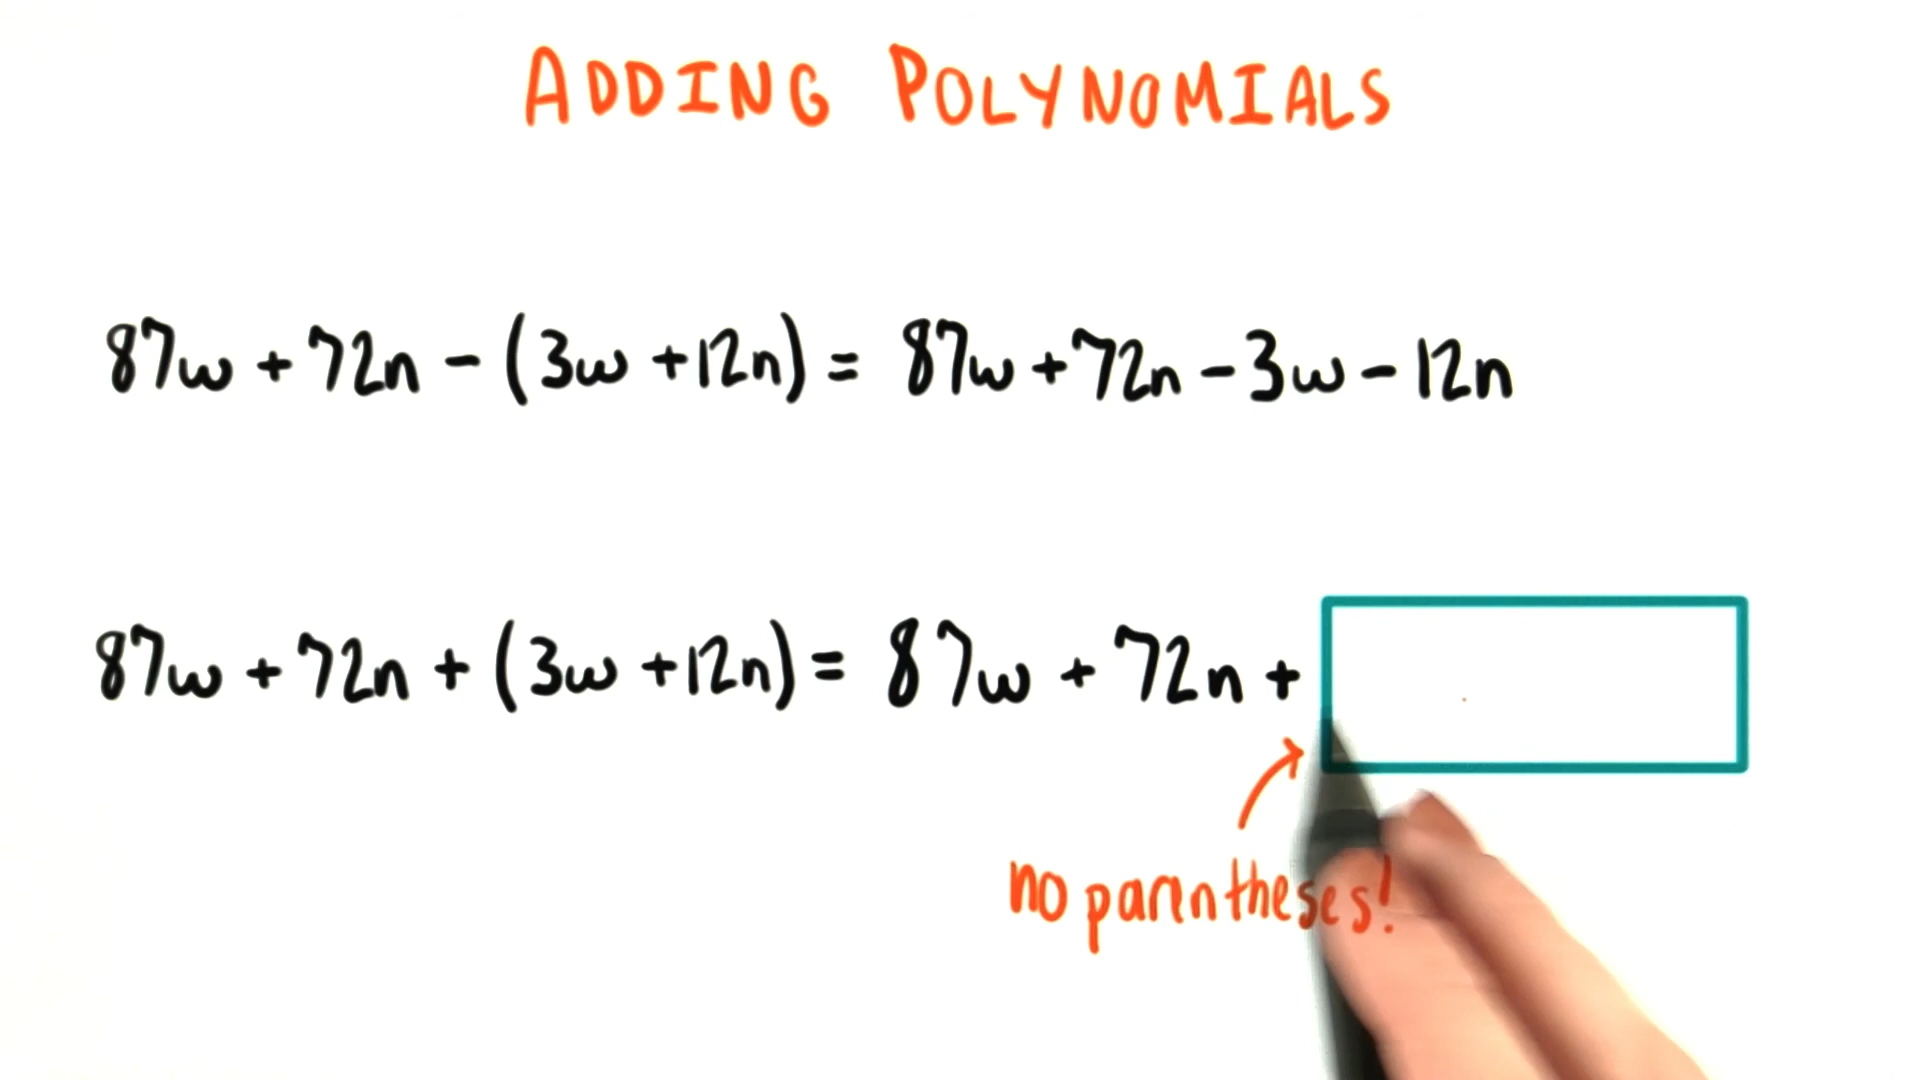 ADDING POLYNOMIALS
87w + 72n - (3w + 12n) = 87w + 72n - 3w - 12n
87w + 72n + (3w + 12n) = 87w + 72n +
no parentheses!